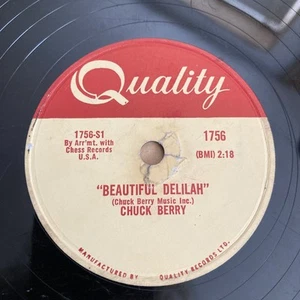 Quality
1756-S1
By Arr'mt. with
Chess Records
U.S.A.
1756
(BMI) 2:18
"BEAUTIFUL DELILAH"
(Chuck Berry Music Inc.)
CHUCK BERRY
MANUFACTURED BY QUALITY RECORDS LTD.